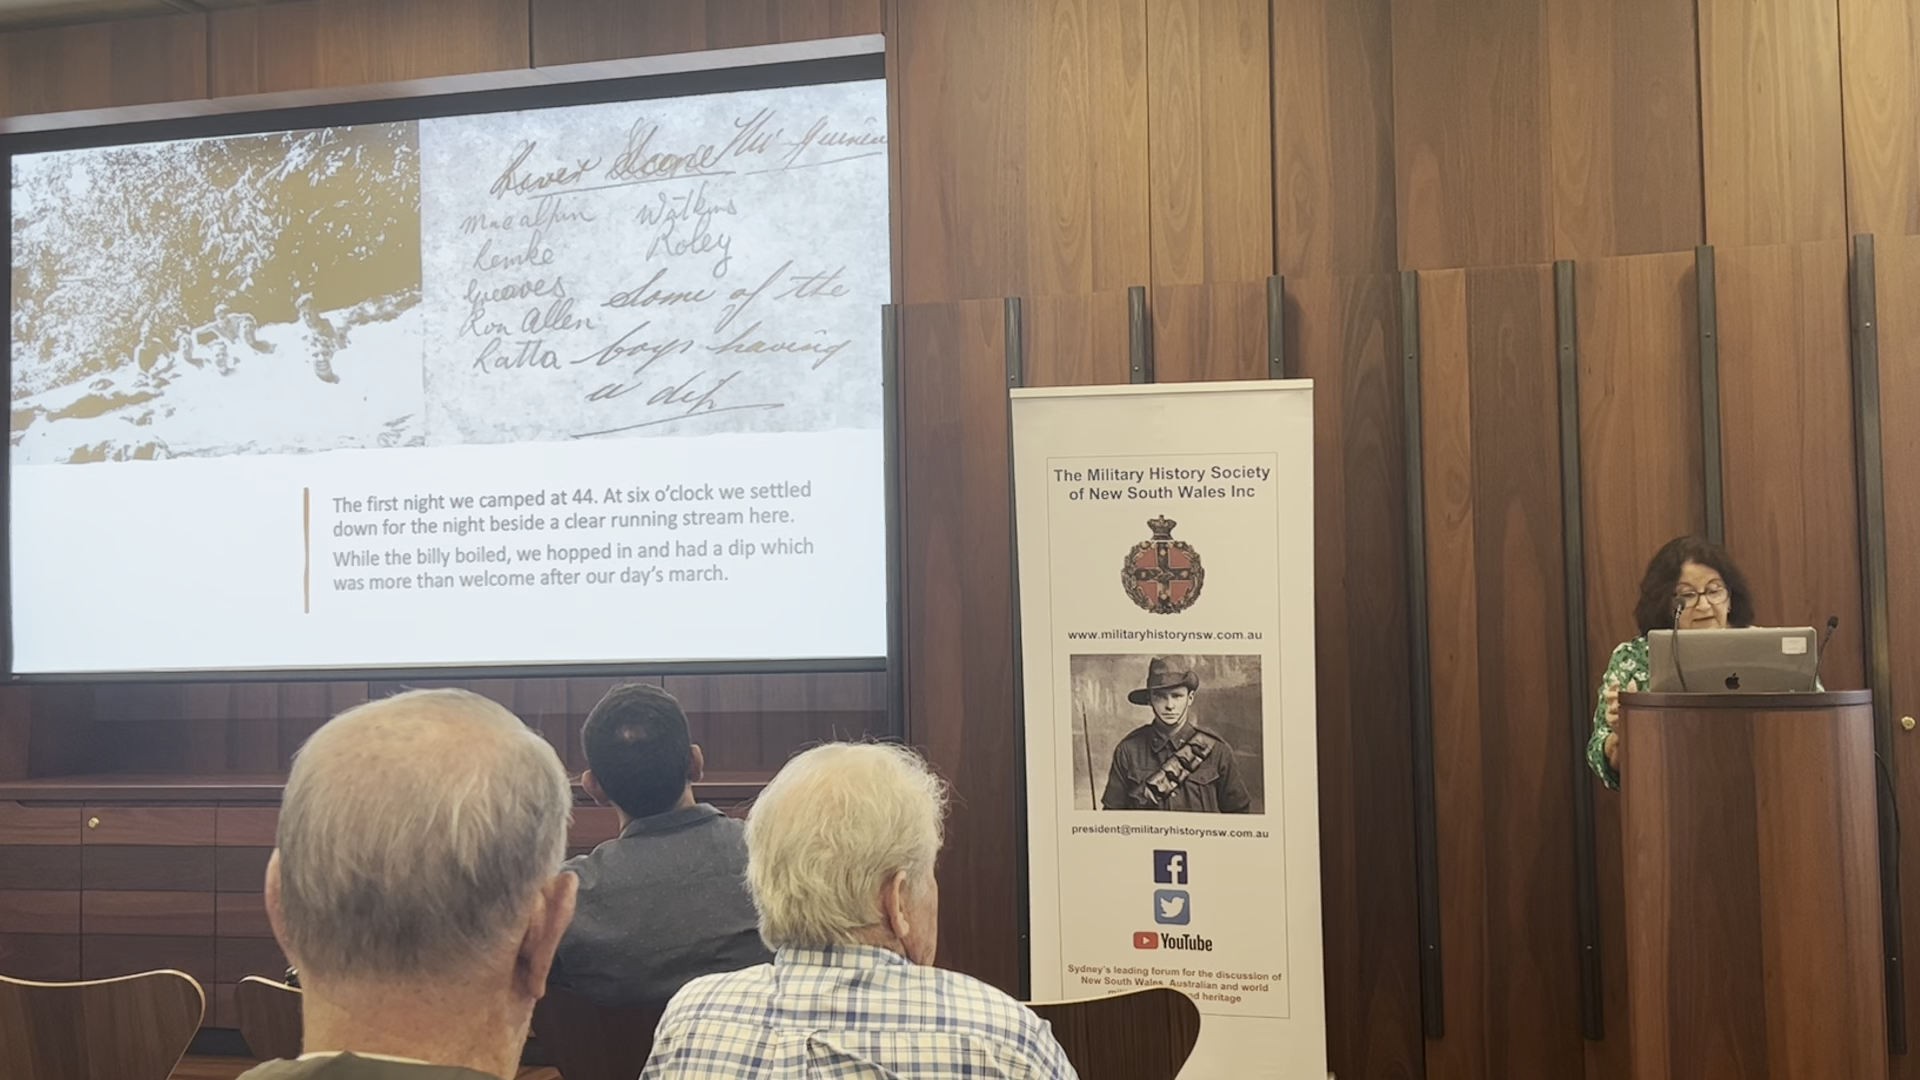 River Scene Nu Guinea
Macalpin Watkins
Lemke Roley
Greaves Some of the
Ron Allen
Ratta boys having
a dip
The first night we camped at 44. At six o’clock we settled
down for the night beside a clear running stream here.
While the billy boiled, we hopped in and had a dip which
was more than welcome after our day’s march.
The Military History Society
of New South Wales Inc
www.militaryhistorynsw.com.au
president@militaryhistorynsw.com.au
YouTube
Sydney's leading forum for the discussion of
New South Wales, Australian and world
heritage